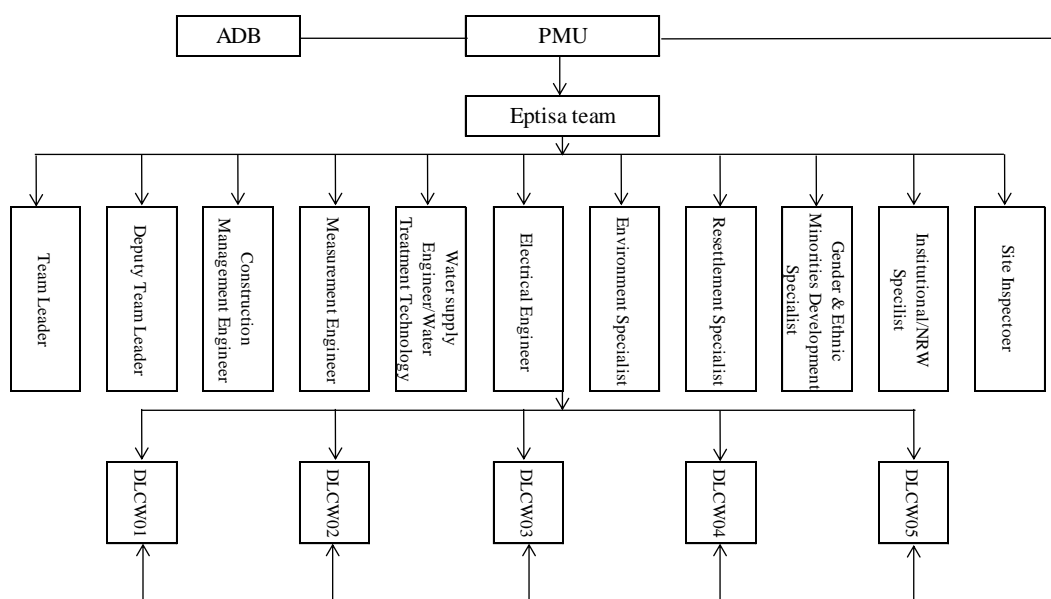 ADB
PMU
Eptisa team
Team Leader
Deputy Team Leader
Construction
Management Engineer
Measurement Engineer
Water supply
Engineer/Water
Treatment Technology
Electrical Engineer
Environment Specialist
Resettlement Specialist
Gender & Ethnic
Minorities Development
Specialist
Institutional/NRW
Specilist
Site Inspectoer
DLCW01
DLCW02
DLCW03
DLCW04
DLCW05